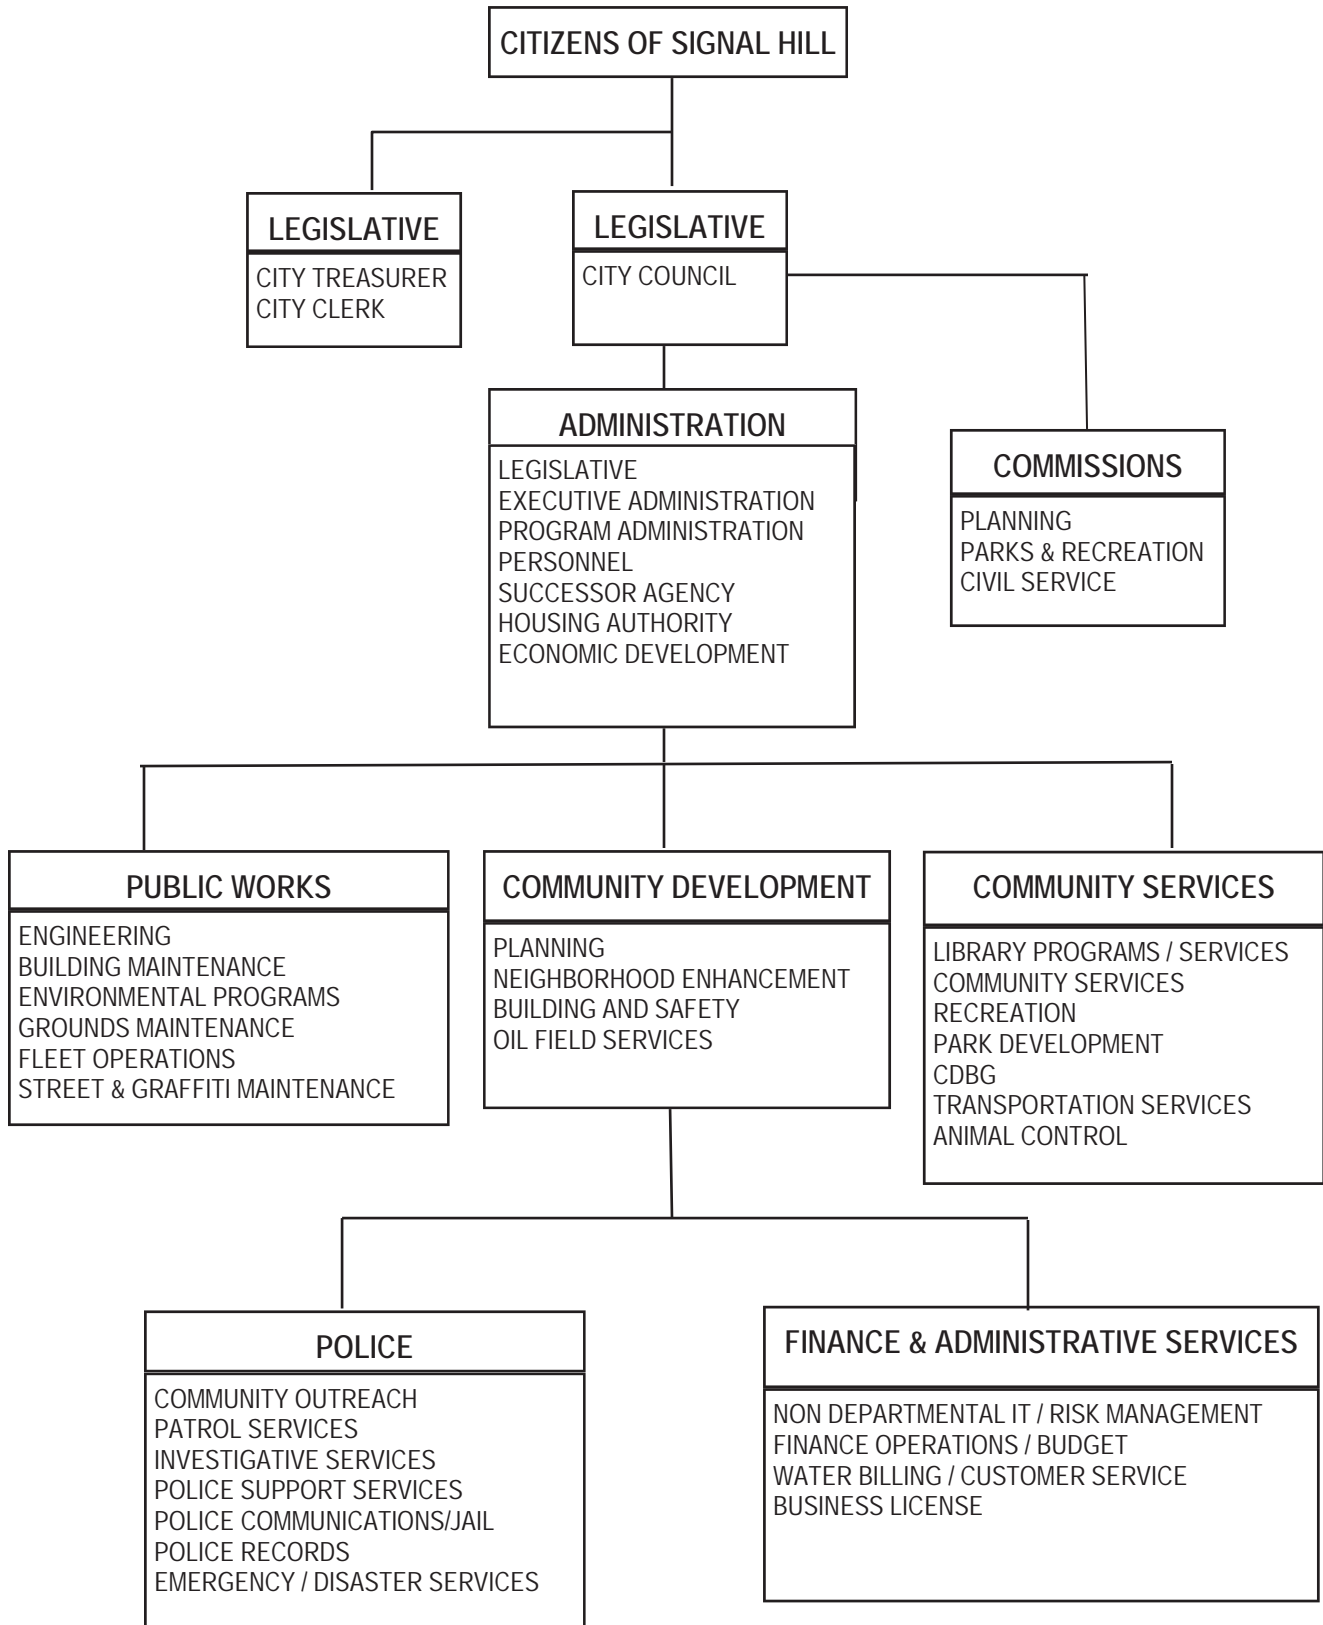 CITIZENS OF SIGNAL HILL
LEGISLATIVE
CITY TREASURER
CITY CLERK
LEGISLATIVE
CITY COUNCIL
ADMINISTRATION
LEGISLATIVE
EXECUTIVE ADMINISTRATION
PROGRAM ADMINISTRATION
PERSONNEL
SUCCESSOR AGENCY
HOUSING AUTHORITY
ECONOMIC DEVELOPMENT
COMMISSIONS
PLANNING
PARKS & RECREATION
CIVIL SERVICE
PUBLIC WORKS
ENGINEERING
BUILDING MAINTENANCE
ENVIRONMENTAL PROGRAMS
GROUNDS MAINTENANCE
FLEET OPERATIONS
STREET & GRAFFITI MAINTENANCE
COMMUNITY DEVELOPMENT
PLANNING
NEIGHBORHOOD ENHANCEMENT
BUILDING AND SAFETY
OIL FIELD SERVICES
COMMUNITY SERVICES
LIBRARY PROGRAMS / SERVICES
COMMUNITY SERVICES
RECREATION
PARK DEVELOPMENT
CDBG
TRANSPORTATION SERVICES
ANIMAL CONTROL
POLICE
COMMUNITY OUTREACH
PATROL SERVICES
INVESTIGATIVE SERVICES
POLICE SUPPORT SERVICES
POLICE COMMUNICATIONS/JAIL
POLICE RECORDS
EMERGENCY / DISASTER SERVICES
FINANCE & ADMINISTRATIVE SERVICES
NON DEPARTMENTAL IT / RISK MANAGEMENT
FINANCE OPERATIONS / BUDGET
WATER BILLING / CUSTOMER SERVICE
BUSINESS LICENSE